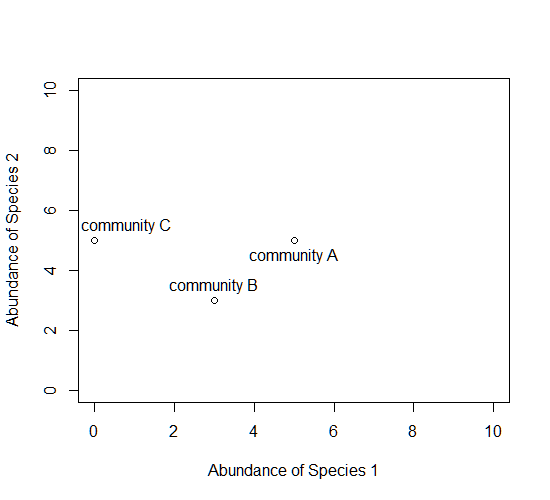 10
8
6
4
2
0
Abundance of Species 2
community C
community A
community B
0 2 4 6 8 10
Abundance of Species 1